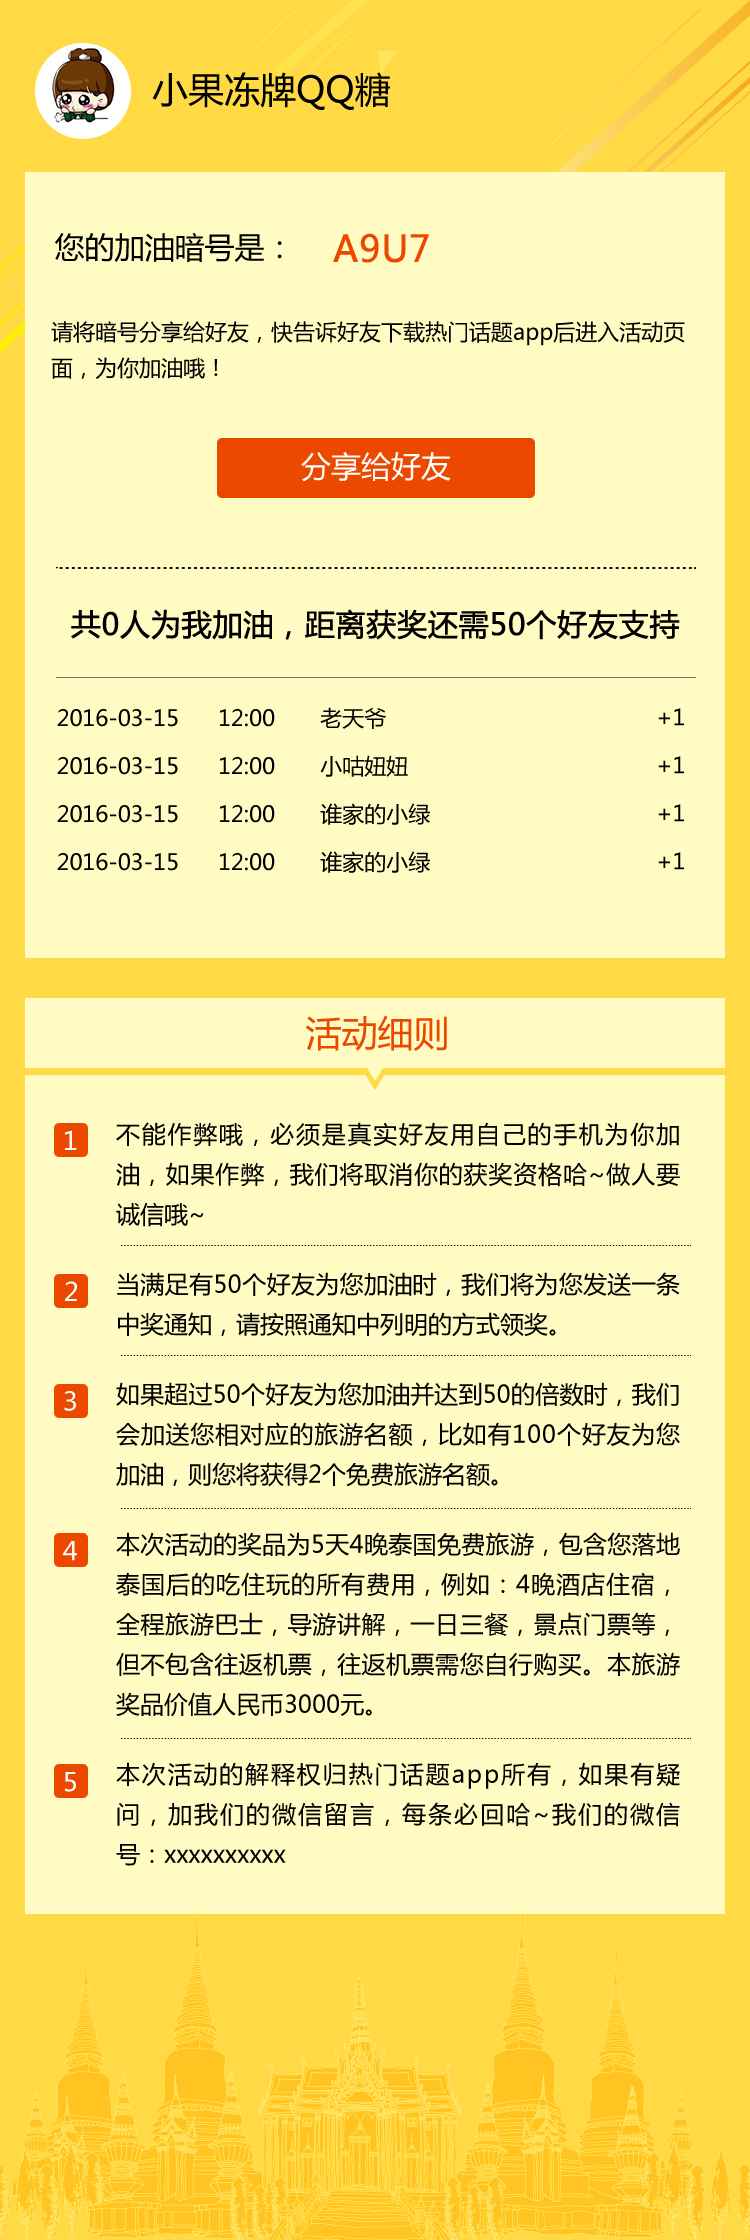 小果冻牌QQ糖
您的加油暗号是： A9U7
请将暗号分享给好友，快告诉好友下载热门话题app后进入活动页
面，为你加油哦！
分享给好友
共0人为我加油，距离获奖还需50个好友支持
2016-03-15 12:00 老天爷 +1
2016-03-15 12:00 小咕妞妞 +1
2016-03-15 12:00 谁家的小绿 +1
2016-03-15 12:00 谁家的小绿 +1
活动细则
1 不能作弊哦，必须是真实好友用自己的手机为你加
油，如果作弊，我们将取消你的获奖资格哈~做人要
诚信哦~
2 当满足有50个好友为您加油时，我们将为您发送一条
中奖通知，请按照通知中列明的方式领奖。
3 如果超过50个好友为您加油并达到50的倍数时，我们
会加送您相对应的旅游名额，比如有100个好友为您
加油，则您将获得2个免费旅游名额。
4 本次活动的奖品为5天4晚泰国免费旅游，包含您落地
泰国后的吃住玩的所有费用，例如：4晚酒店住宿，
全程旅游巴士，导游讲解，一日三餐，景点门票等，
但不包含往返机票，往返机票需您自行购买。本旅游
奖品价值人民币3000元。
5 本次活动的解释权归热门话题app所有，如果有疑
问，加我们的微信留言，每条必回哈~我们的微信
号：xxxxxxxxxx